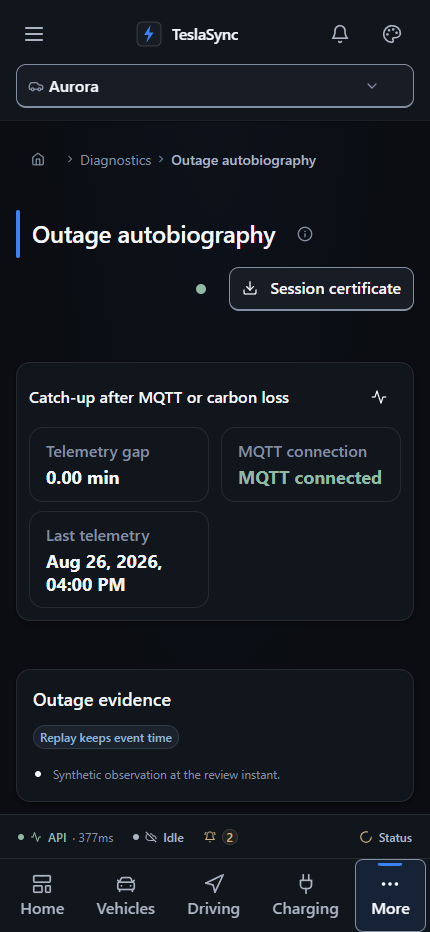 TeslaSync
Aurora
Diagnostics
Outage autobiography
Outage autobiography
Session certificate
Catch-up after MQTT or carbon loss
Telemetry gap
0.00 min
MQTT connection
MQTT connected
Last telemetry
Aug 26, 2026,
04:00 PM
Outage evidence
Replay keeps event time
Synthetic observation at the review instant.
API · 377ms
Idle
2
Status
Home
Vehicles
Driving
Charging
More